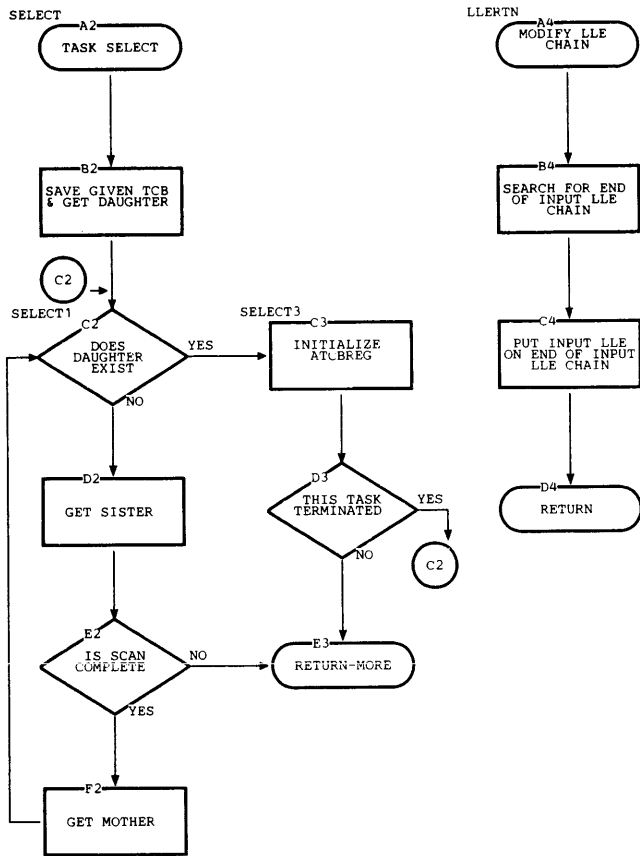 SELECT
A2
TASK SELECT
B2
SAVE GIVEN TCB
& GET DAUGHTER
C2
SELECT1
C2
DOES
DAUGHTER
EXIST
YES
NO
SELECT3
C3
INITIALIZE
ATCBREG
D2
GET SISTER
D3
THIS TASK
TERMINATED
YES
NO
C2
E2
IS SCAN
COMPLETE
NO
YES
E3
RETURN-MORE
F2
GET MOTHER
LLERTN
A4
MODIFY LLE
CHAIN
B4
SEARCH FOR END
OF INPUT LLE
CHAIN
C4
PUT INPUT LLE
ON END OF INPUT
LLE CHAIN
D4
RETURN